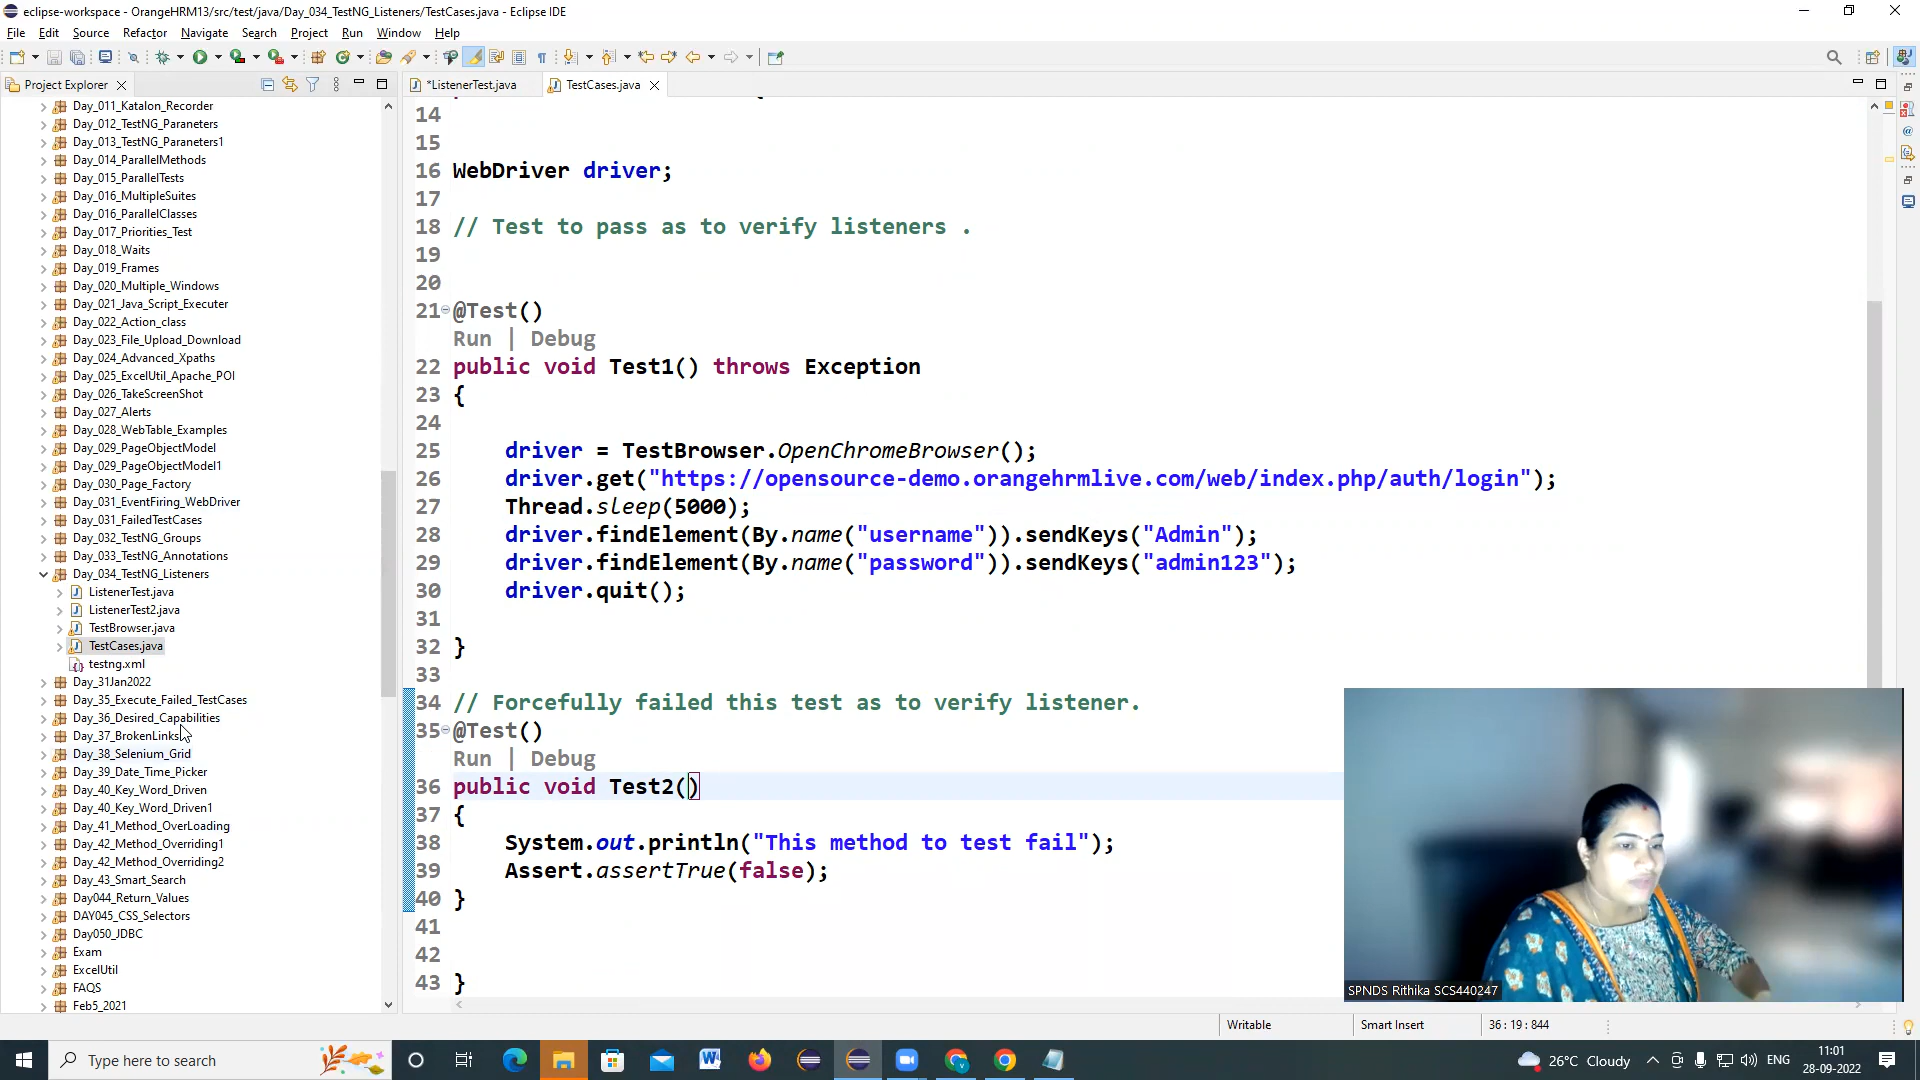 eclipse-workspace - OrangeHRM13/src/test/java/Day_034_TestNG_Listeners/TestCases.java - Eclipse IDE
File Edit Source Refactor Navigate Search Project Run Window Help
Project Explorer
*ListenerTest.java
TestCases.java
Day_011_Katalon_Recorder
Day_012_TestNG_Paraneters
Day_013_TestNG_Paraneters1
Day_014_ParallelMethods
Day_015_ParallelTests
Day_016_MultipleSuites
Day_016_ParallelClasses
Day_017_Priorities_Test
Day_018_Waits
Day_019_Frames
Day_020_Multiple_Windows
Day_021_Java_Script_Executer
Day_022_Action_class
Day_023_File_Upload_Download
Day_024_Advanced_Xpaths
Day_025_ExcelUtil_Apache_POI
Day_026_TakeScreenShot
Day_027_Alerts
Day_028_WebTable_Examples
Day_029_PageObjectModel
Day_029_PageObjectModel1
Day_030_Page_Factory
Day_031_EventFiring_WebDriver
Day_031_FailedTestCases
Day_032_TestNG_Groups
Day_033_TestNG_Annotations
Day_034_TestNG_Listeners
ListenerTest.java
ListenerTest2.java
TestBrowser.java
TestCases.java
testng.xml
Day_31Jan2022
Day_35_Execute_Failed_TestCases
Day_36_Desired_Capabilities
Day_37_BrokenLinks
Day_38_Selenium_Grid
Day_39_Date_Time_Picker
Day_40_Key_Word_Driven
Day_40_Key_Word_Driven1
Day_41_Method_OverLoading
Day_42_Method_Overriding1
Day_42_Method_Overriding2
Day_43_Smart_Search
Day044_Return_Values
DAY045_CSS_Selectors
Day050_JDBC
Exam
ExcelUtil
FAQS
Feb5_2021
14
15
16 WebDriver driver;
17
18 // Test to pass as to verify listeners .
19
20
21 @Test()
Run | Debug
22 public void Test1() throws Exception
23 {
24
25 driver = TestBrowser.OpenChromeBrowser();
26 driver.get("https://opensource-demo.orangehrmlive.com/web/index.php/auth/login");
27 Thread.sleep(5000);
28 driver.findElement(By.name("username")).sendKeys("Admin");
29 driver.findElement(By.name("password")).sendKeys("admin123");
30 driver.quit();
31
32 }
33
34 // Forcefully failed this test as to verify listener.
35 @Test()
Run | Debug
36 public void Test2()
37 {
38 System.out.println("This method to test fail");
39 Assert.assertTrue(false);
40 }
41
42
43 }
SPNDS Rithika SCS440247
Writable Smart Insert 36 : 19 : 844
Type here to search
26°C Cloudy ENG 11:01
28-09-2022